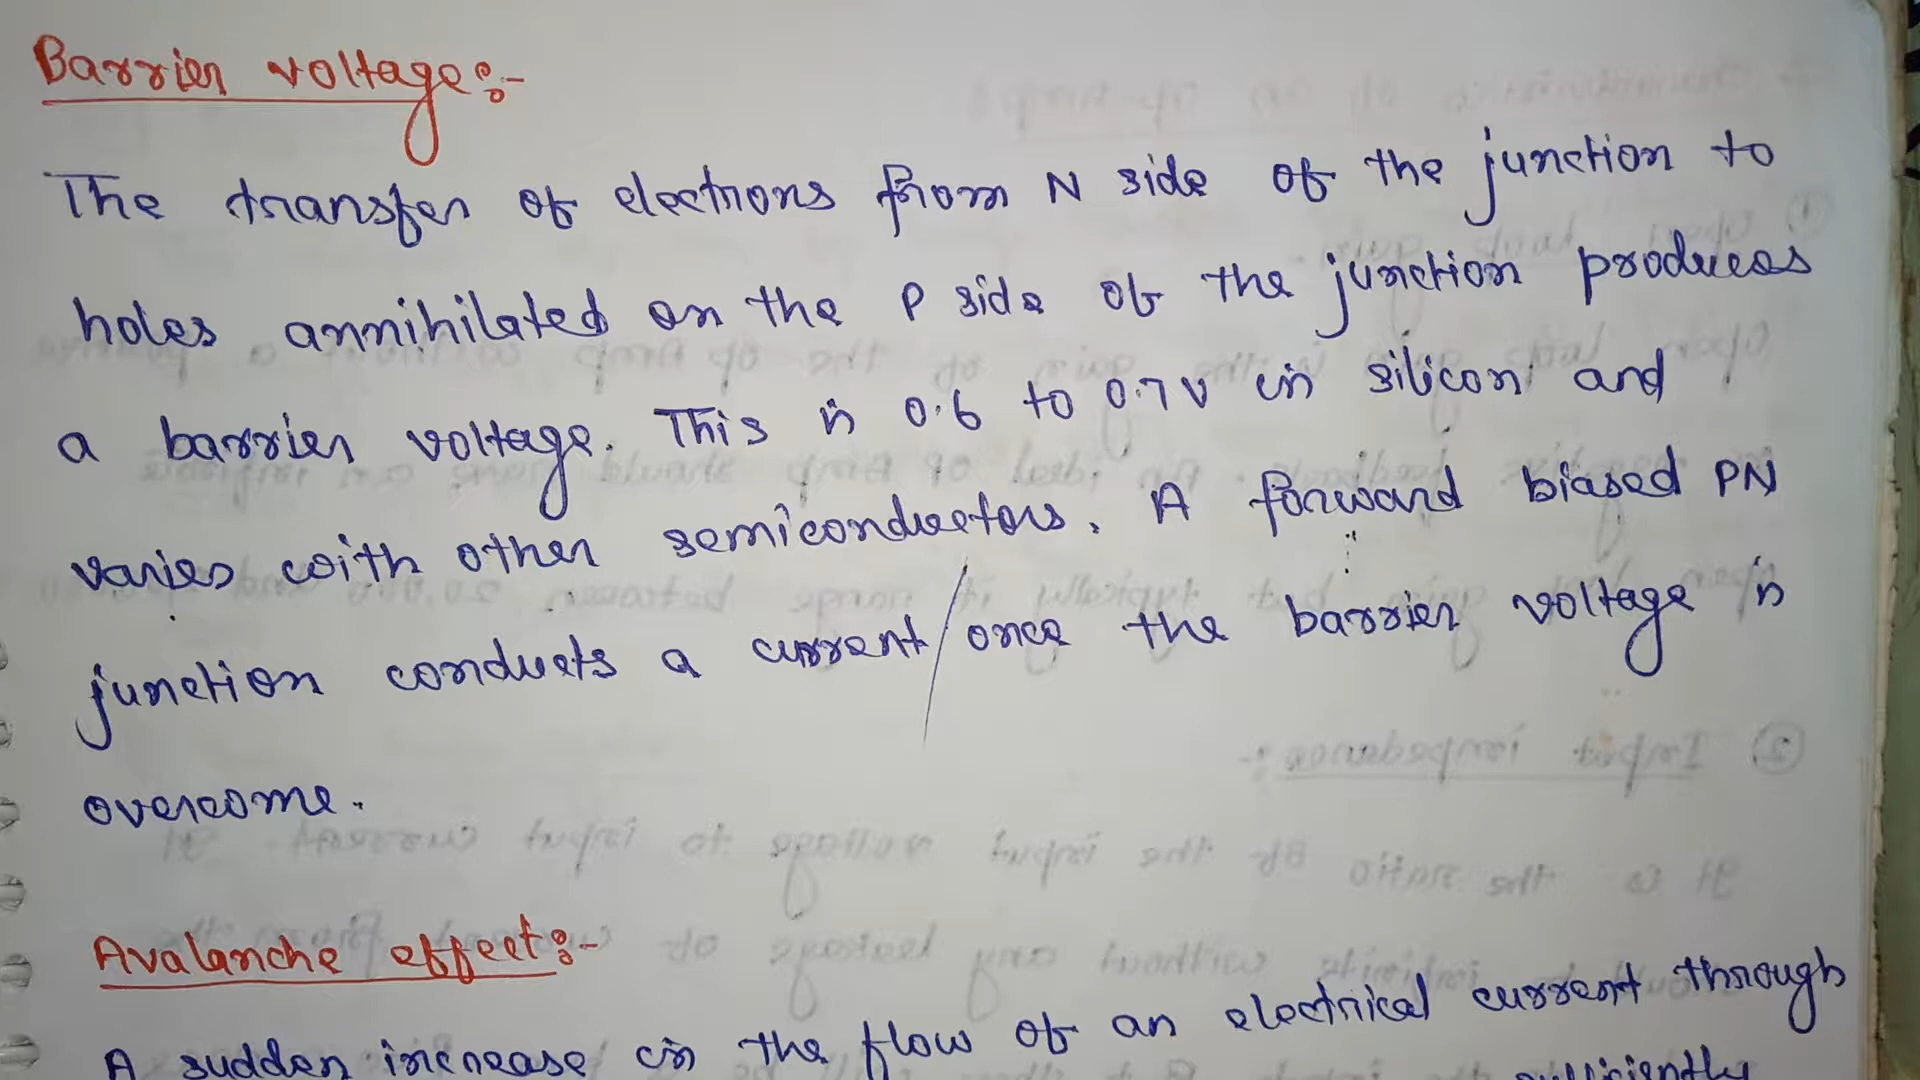 Barrier voltage:-
The transfer of electrons from N side of the junction to
holes annihilated on the P side of the junction produces
a barrier voltage. This is 0.6 to 0.7 V in silicon and
varies with other semiconductors. A forward biased PN
junction conducts a current / once the barrier voltage is
overcome.
Avalanche effect:-
A sudden increase in the flow of an electrical current through
sufficiently